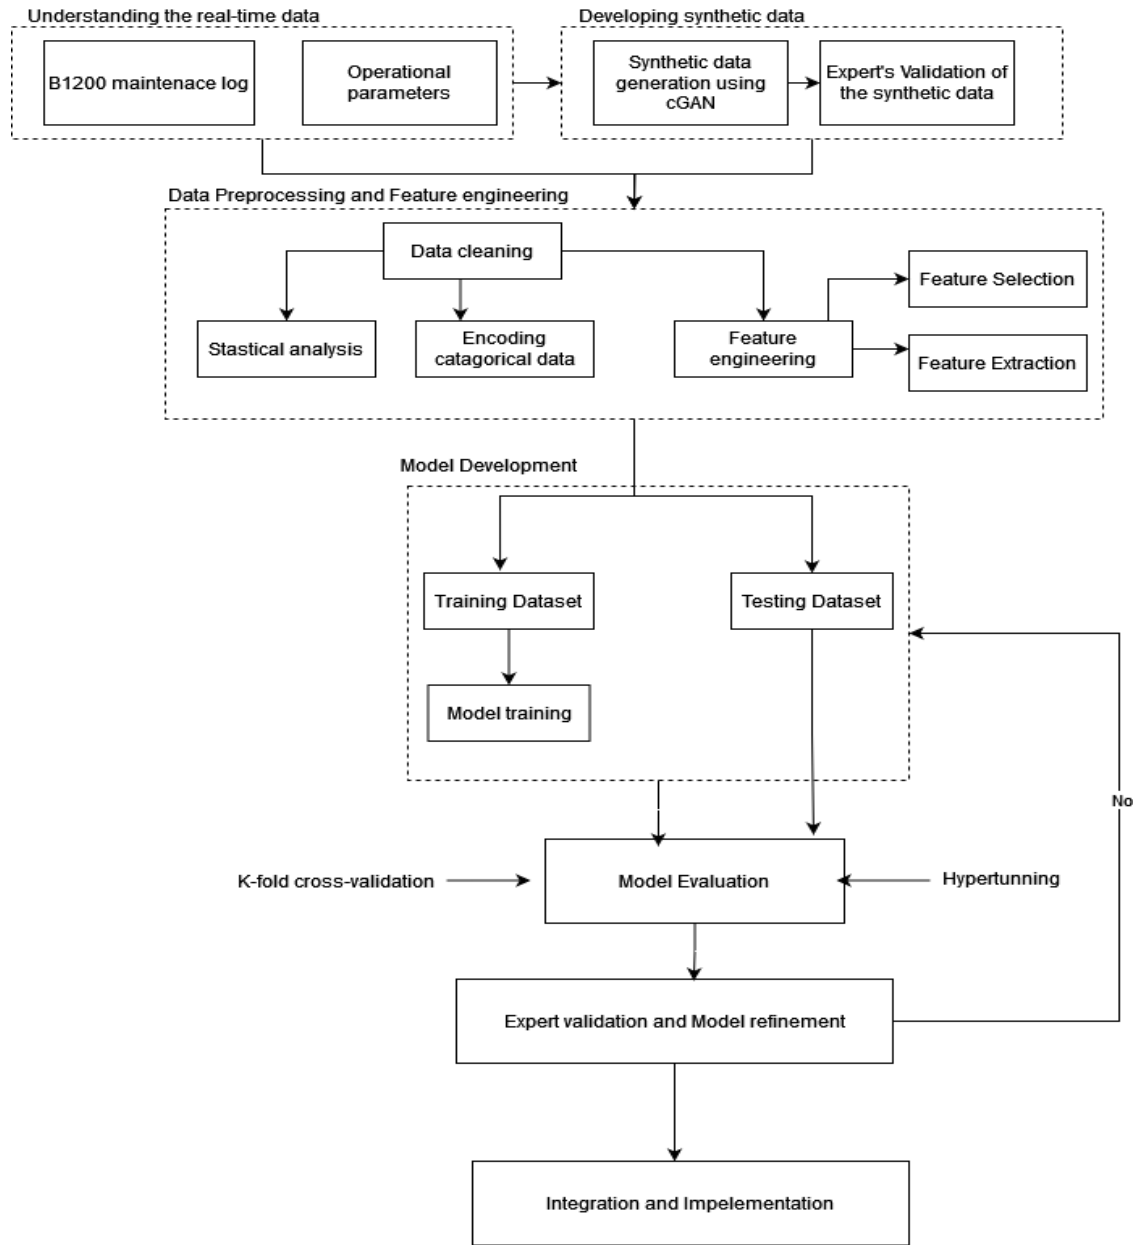 Understanding the real-time data
Developing synthetic data
B1200 maintenace log
Operational
parameters
Synthetic data
generation using
cGAN
Expert's Validation of
the synthetic data
Data Preprocessing and Feature engineering
Data cleaning
Feature Selection
Stastical analysis
Encoding
catagorical data
Feature
engineering
Feature Extraction
Model Development
Training Dataset
Testing Dataset
Model training
No
K-fold cross-validation
Model Evaluation
Hypertunning
Expert validation and Model refinement
Integration and Impelementation